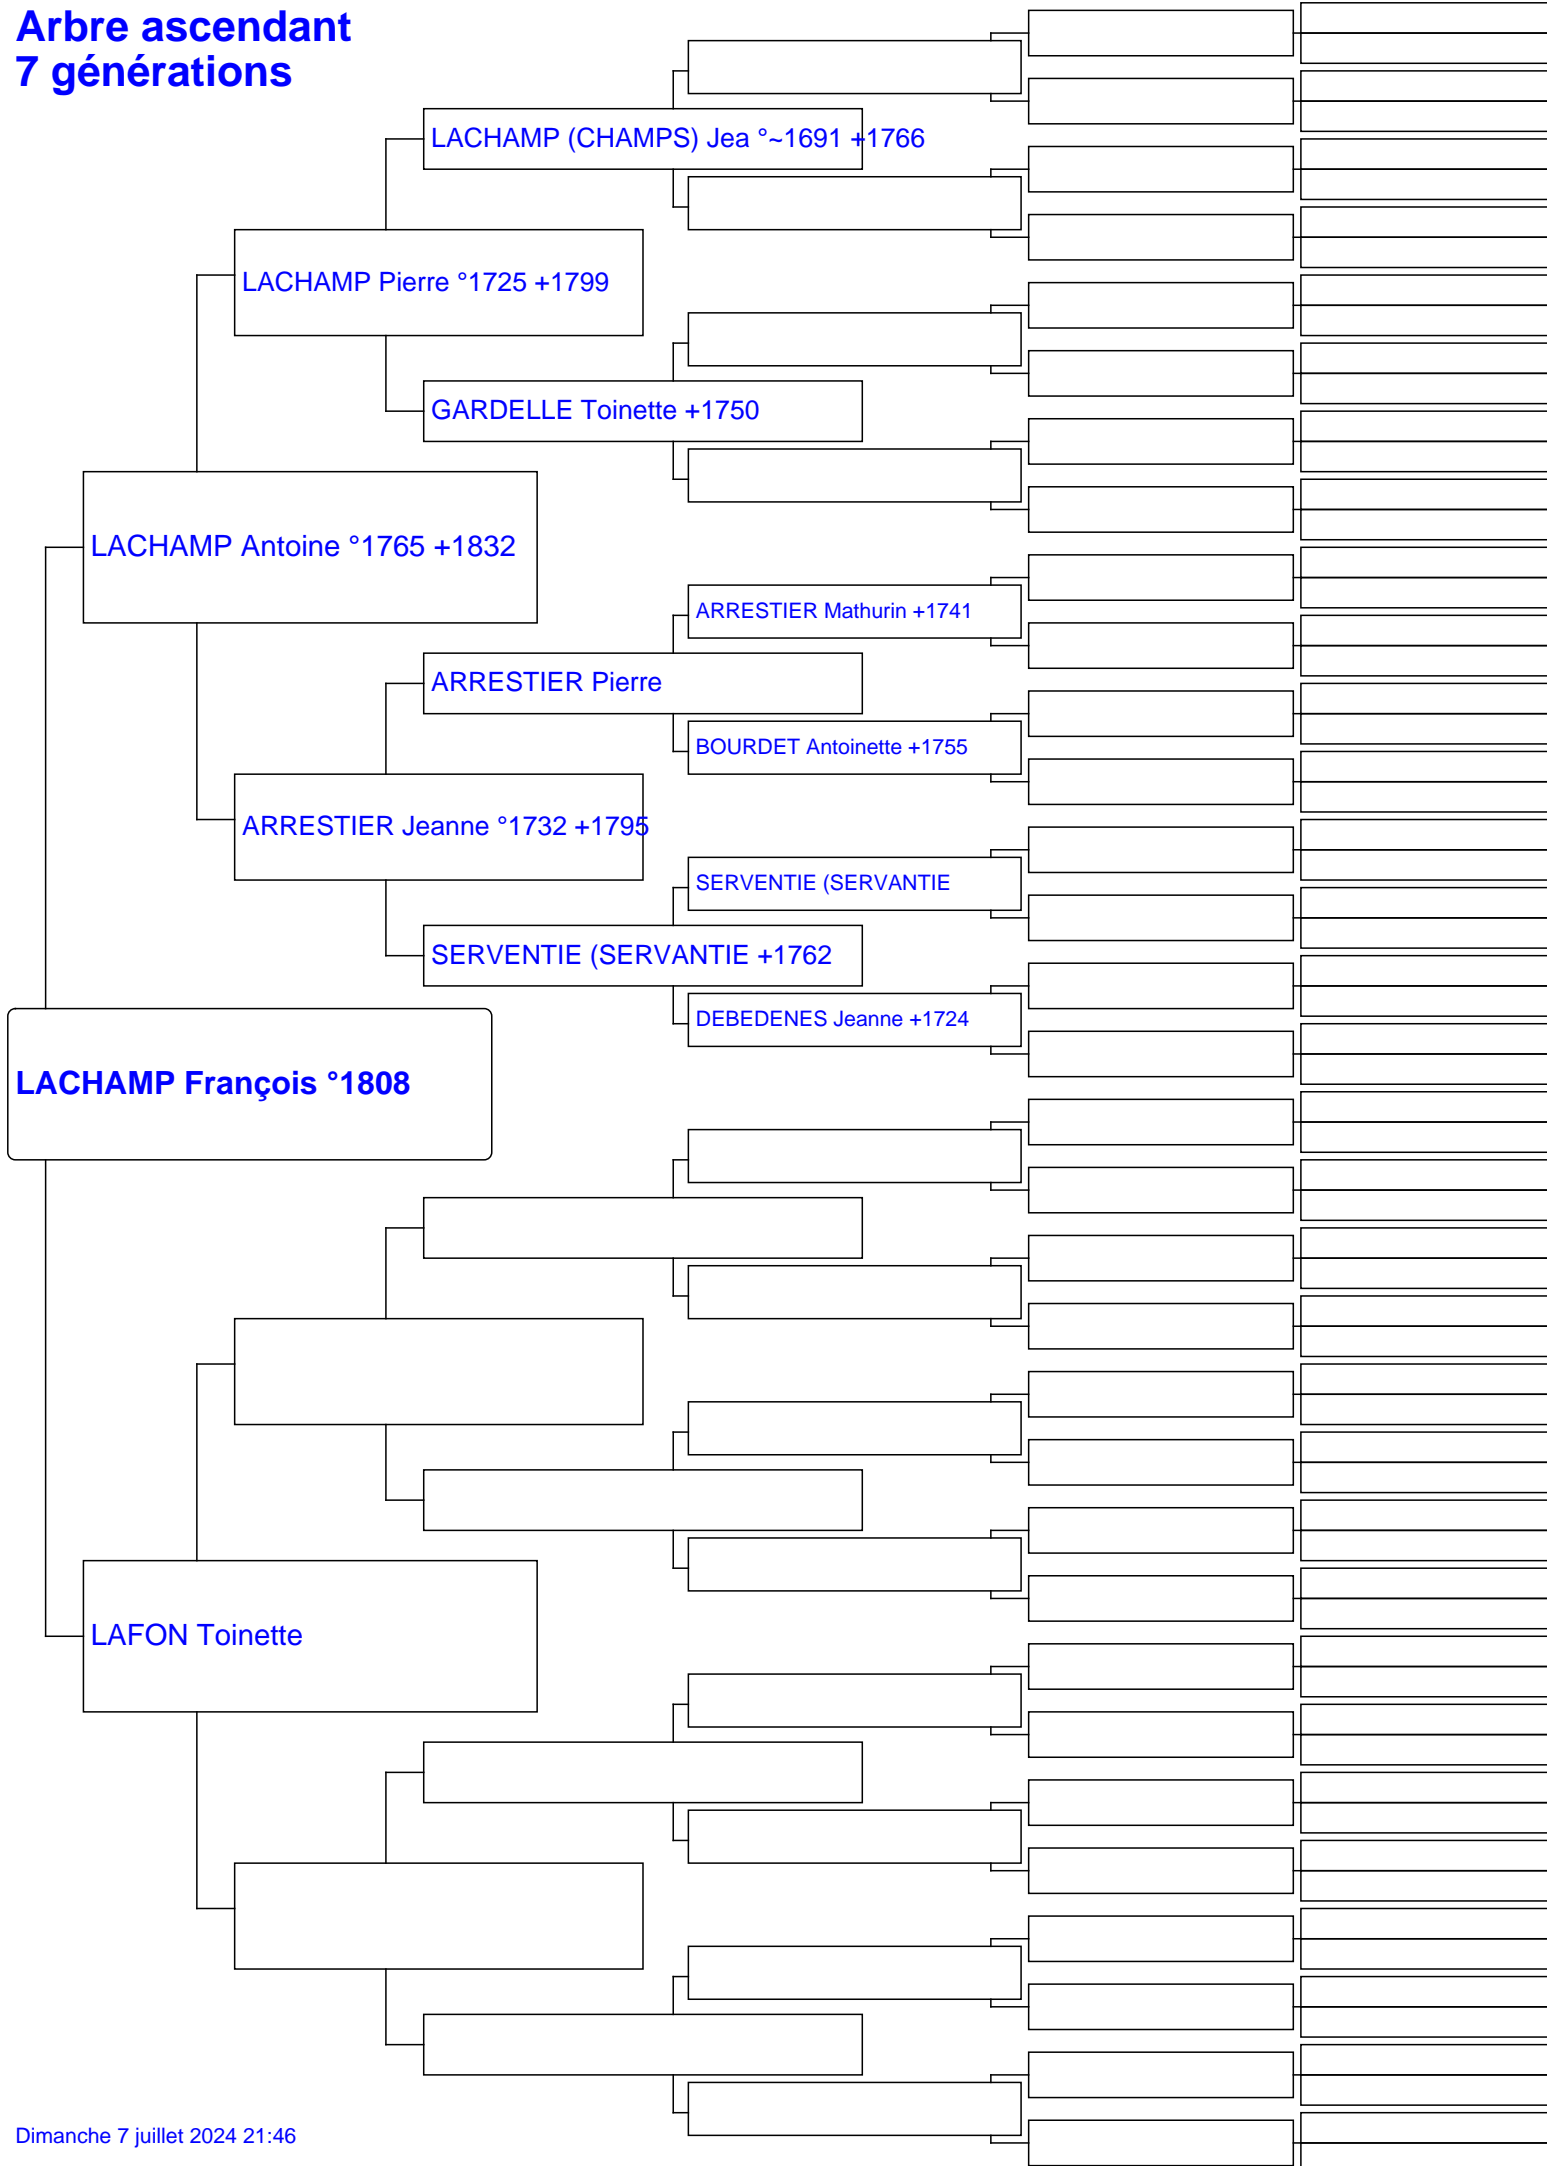 Arbre ascendant
7 générations
LACHAMP (CHAMPS) Jea °~1691 +1766
LACHAMP Pierre °1725 +1799
GARDELLE Toinette +1750
LACHAMP Antoine °1765 +1832
ARRESTIER Mathurin +1741
ARRESTIER Pierre
BOURDET Antoinette +1755
ARRESTIER Jeanne °1732 +1795
SERVENTIE (SERVANTIE
SERVENTIE (SERVANTIE +1762
DEBEDENES Jeanne +1724
LACHAMP François °1808
LAFON Toinette
Dimanche 7 juillet 2024 21:46